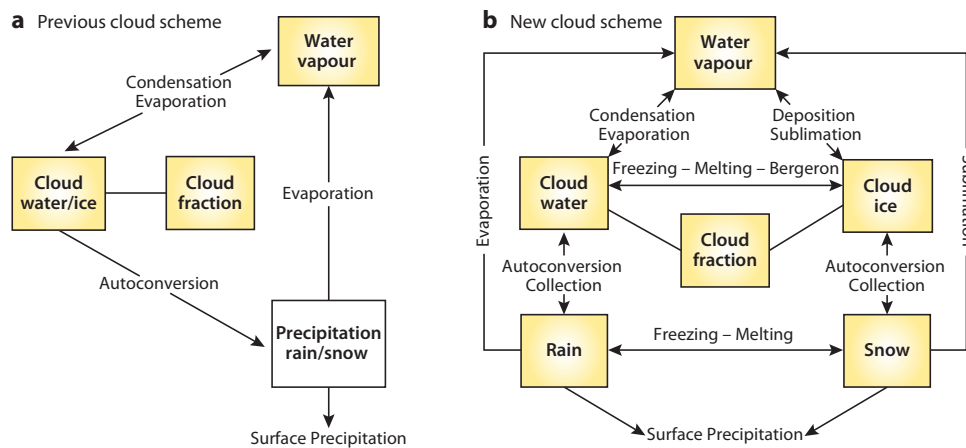 a Previous cloud scheme
Water
vapour
Condensation
Evaporation
Cloud
water/ice
Cloud
fraction
Evaporation
Autoconversion
Precipitation
rain/snow
Surface Precipitation
b New cloud scheme
Water
vapour
Condensation
Evaporation
Deposition
Sublimation
Evaporation
Cloud
water
Freezing – Melting – Bergeron
Cloud
ice
Sublimation
Cloud
fraction
Autoconversion
Collection
Autoconversion
Collection
Rain
Freezing – Melting
Snow
Surface Precipitation